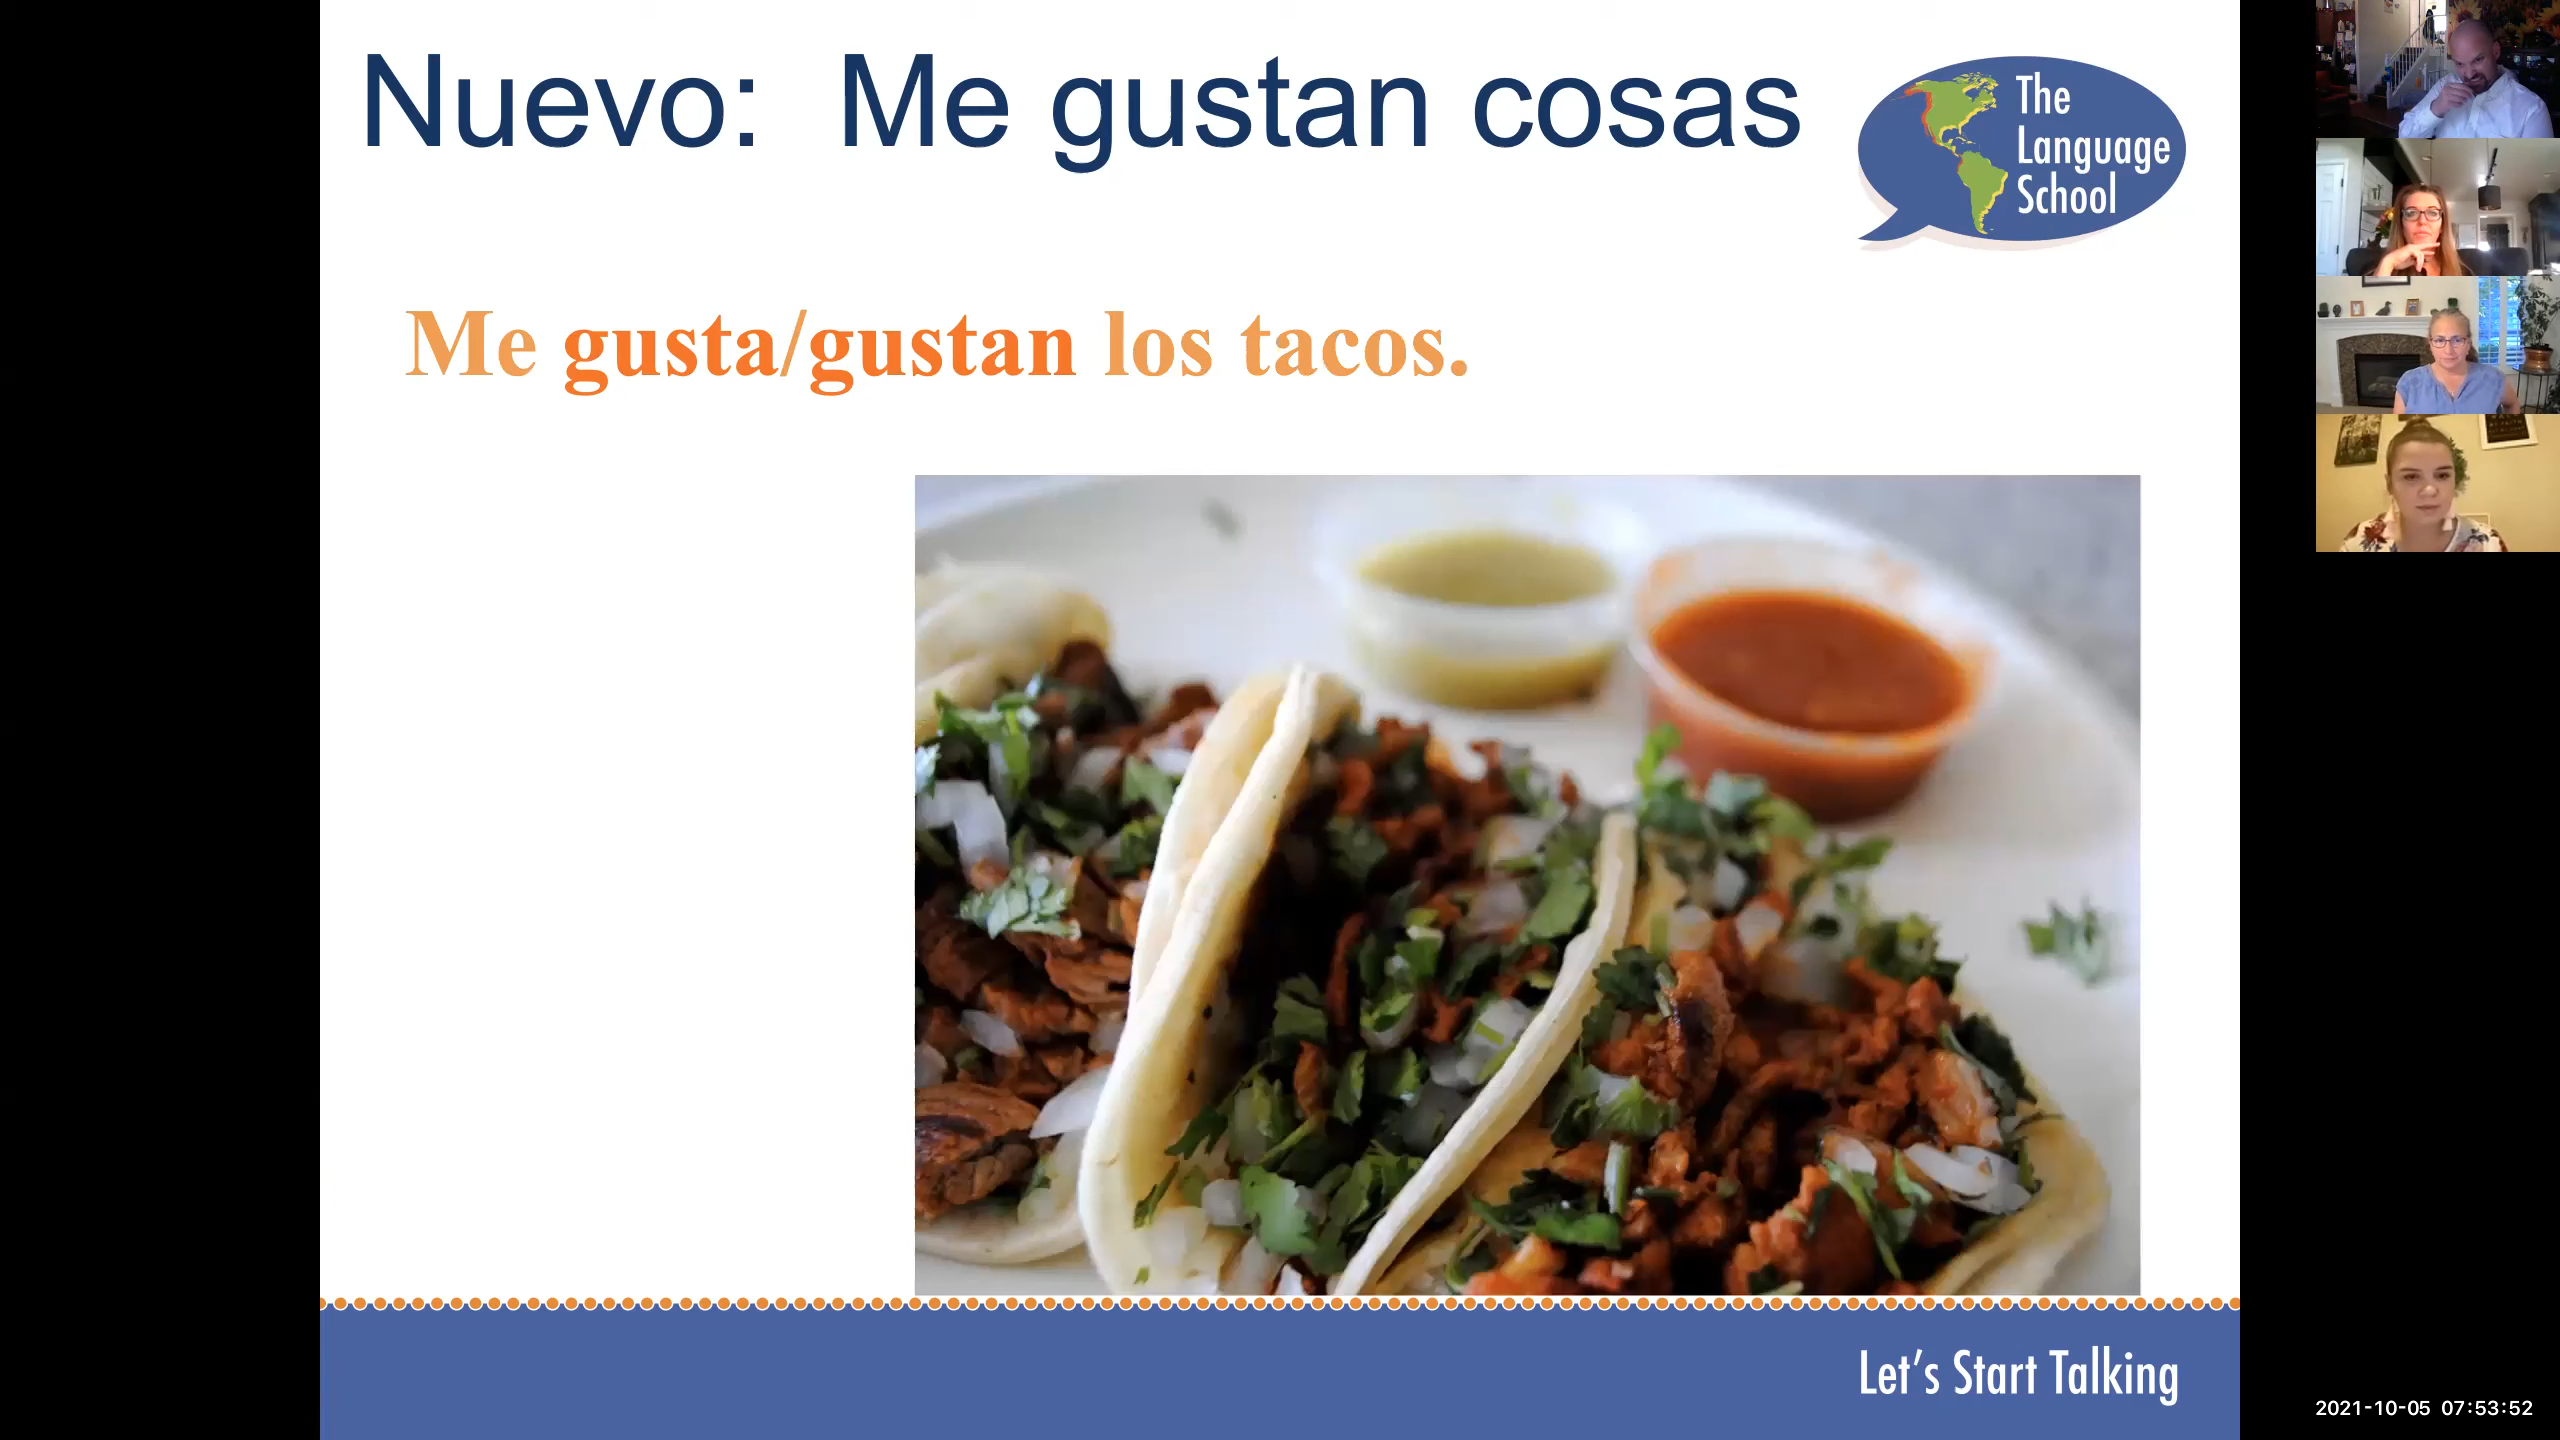 Nuevo: Me gustan cosas
The
Language
School
Me gusta/gustan los tacos.
Let's Start Talking
2021-10-05 07:53:52